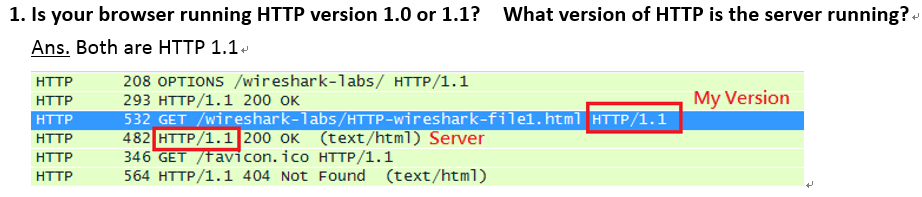 1. Is your browser running HTTP version 1.0 or 1.1? What version of HTTP is the server running?
Ans. Both are HTTP 1.1
HTTP 208 OPTIONS /wireshark-labs/ HTTP/1.1
HTTP 293 HTTP/1.1 200 OK
My Version
HTTP 532 GET /wireshark-labs/HTTP-wireshark-file1.html HTTP/1.1
HTTP 482 HTTP/1.1 200 OK (text/html) Server
HTTP 346 GET /favicon.ico HTTP/1.1
HTTP 564 HTTP/1.1 404 Not Found (text/html)